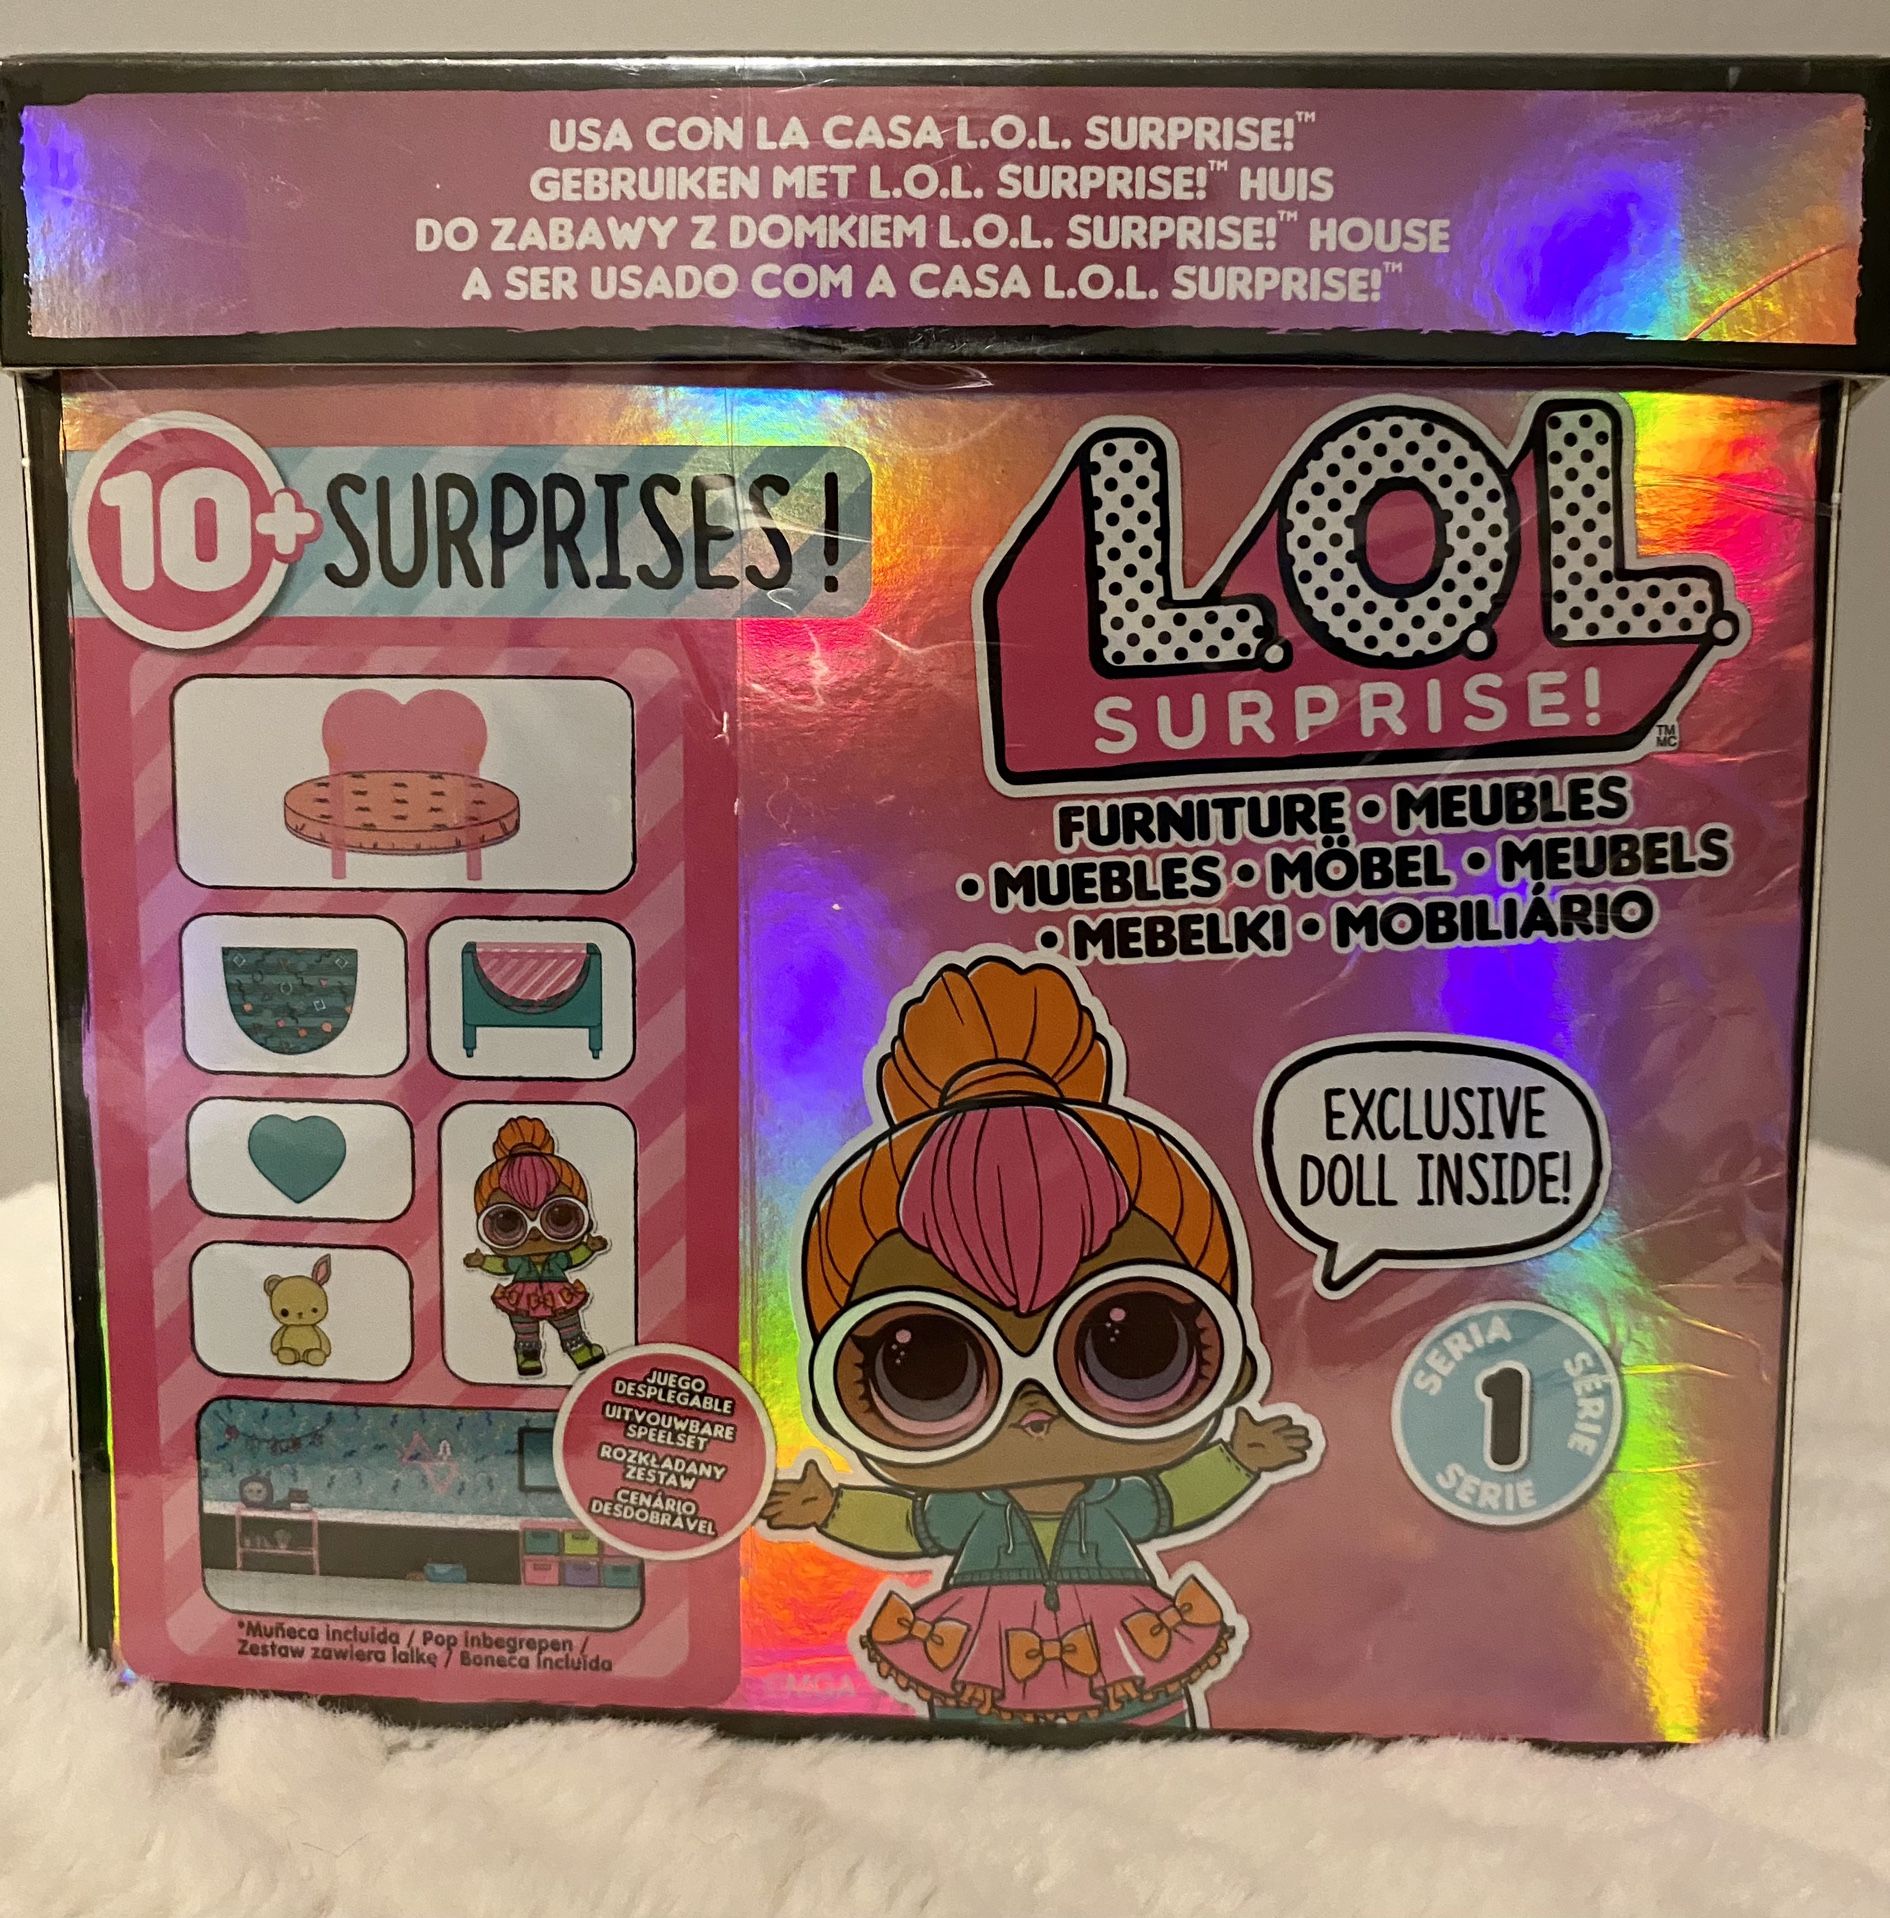 USA CON LA CASA L.O.L. SURPRISE!™
GEBRUIKEN MET L.O.L. SURPRISE!™ HUIS
DO ZABAWY Z DOMKIEM L.O.L. SURPRISE!™ HOUSE
A SER USADO COM A CASA L.O.L. SURPRISE!™
10+ SURPRISES!
L.O.L.
SURPRISE!
TM
MC
FURNITURE • MEUBLES
• MUEBLES • MÖBEL • MEUBELS
• MEBELKI • MOBILIÁRIO
EXCLUSIVE
DOLL INSIDE!
SERIA
SÉRIE
1
SERIE
JUEGO
DESPLEGABLE
UITVOUWBARE
SPEELSET
ROZKŁADANY
ZESTAW
CENÁRIO
DESDOBRÁVEL
*Muñeca incluida / Pop inbegrepen /
Zestaw zawiera lalkę / Boneca Incluída
MGA